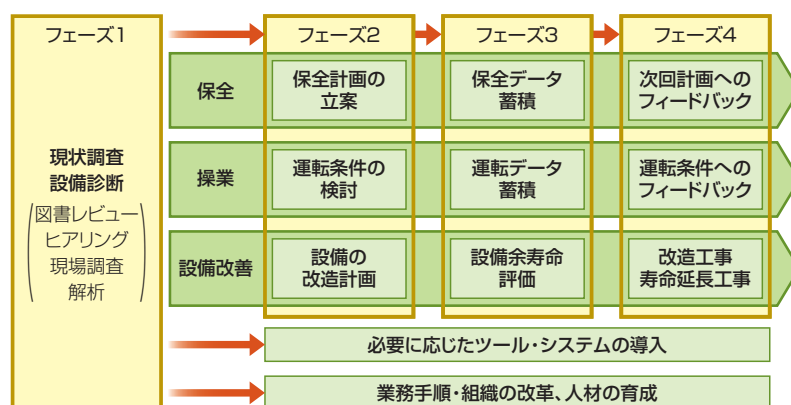 フェーズ1
フェーズ2
フェーズ3
フェーズ4
現状調査
設備診断
図書レビュー
ヒアリング
現場調査
解析
保全
保全計画の
立案
保全データ
蓄積
次回計画への
フィードバック
操業
運転条件の
検討
運転データ
蓄積
運転条件への
フィードバック
設備改善
設備の
改造計画
設備余寿命
評価
改造工事
寿命延長工事
必要に応じたツール・システムの導入
業務手順・組織の改革、人材の育成